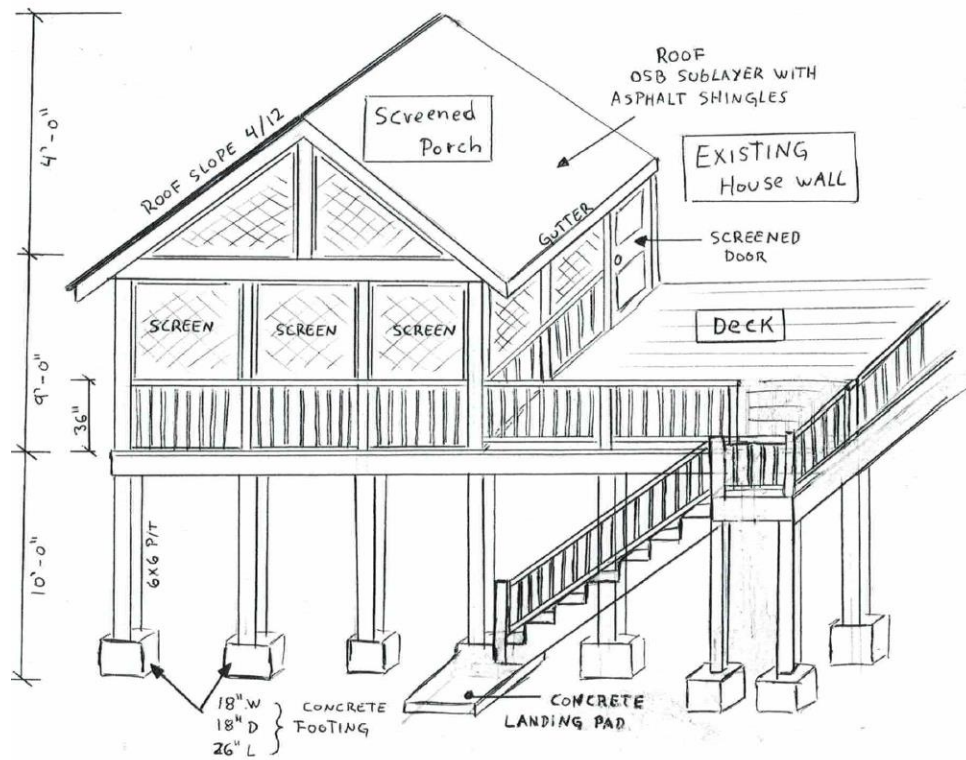 4'-0"
9'-0"
36"
10'-0"
ROOF SLOPE 4/12
Screened
Porch
ROOF
OSB SUBLAYER WITH
ASPHALT SHINGLES
EXISTING
HOUSE WALL
GUTTER
SCREENED
DOOR
SCREEN
SCREEN
SCREEN
DECK
6x6 P/T
18" W
18" D
26" L
CONCRETE
FOOTING
CONCRETE
LANDING PAD